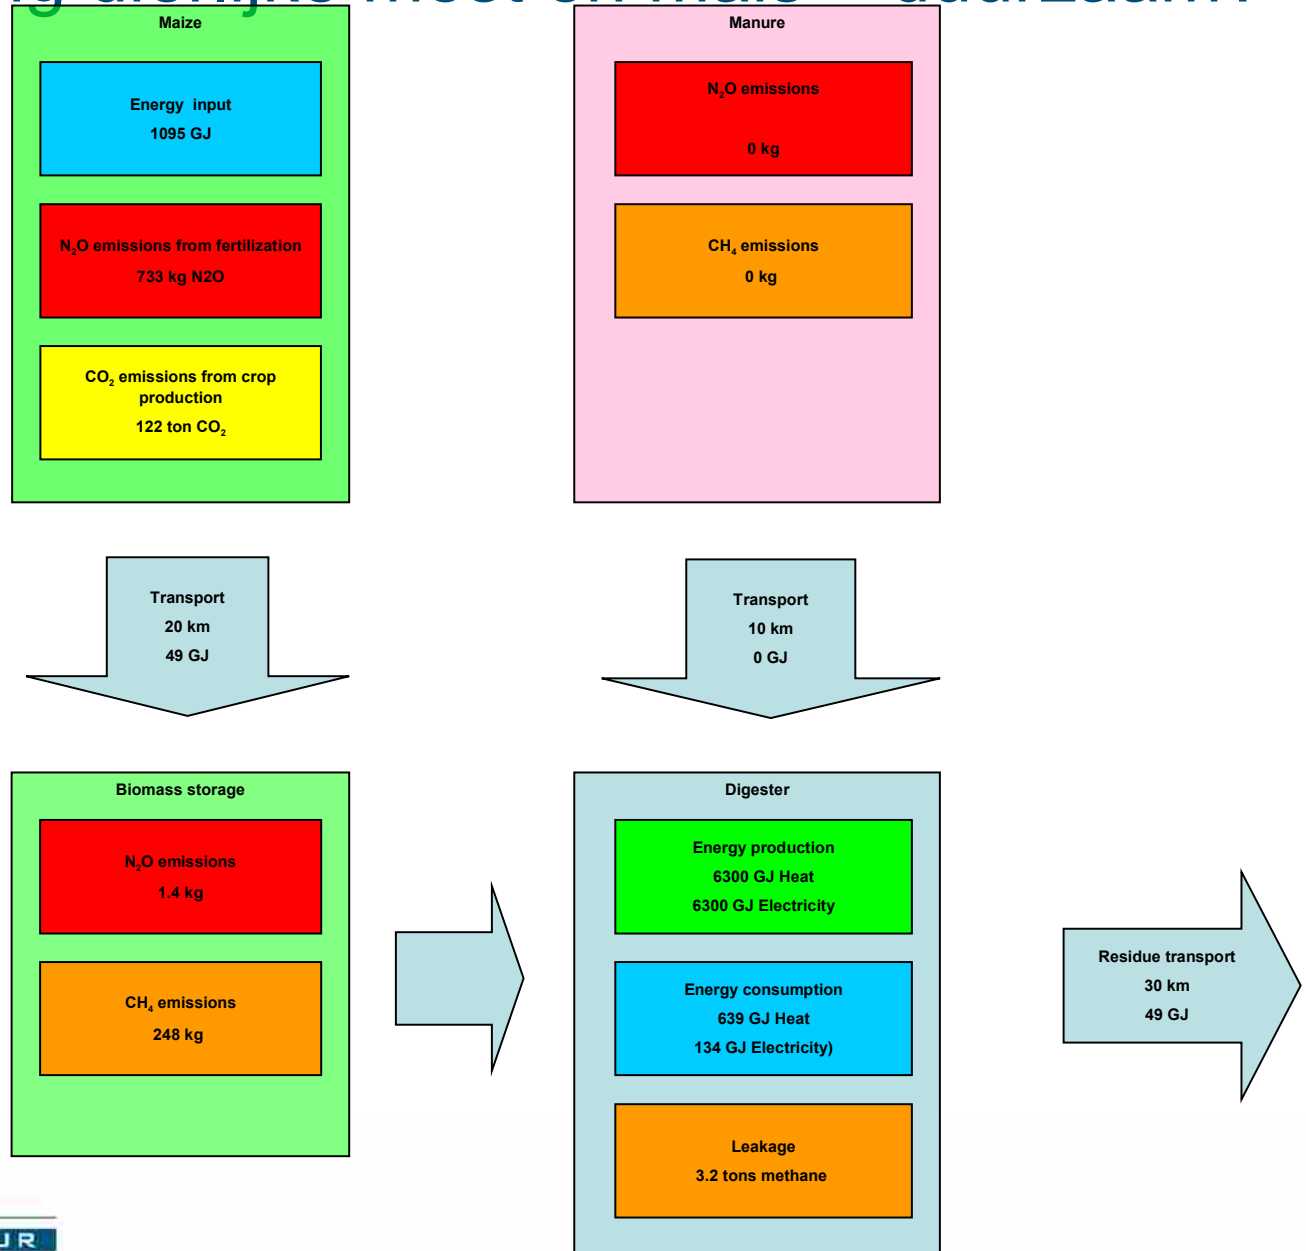 mest en maïs
Maize
Energy input
1095 GJ
N₂O emissions from fertilization
733 kg N2O
CO₂ emissions from crop
production
122 ton CO₂
Manure
N₂O emissions
0 kg
CH₄ emissions
0 kg
Transport
20 km
49 GJ
Transport
10 km
0 GJ
Biomass storage
N₂O emissions
1.4 kg
CH₄ emissions
248 kg
Digester
Energy production
6300 GJ Heat
6300 GJ Electricity
Energy consumption
639 GJ Heat
134 GJ Electricity)
Leakage
3.2 tons methane
Residue transport
30 km
49 GJ
UR